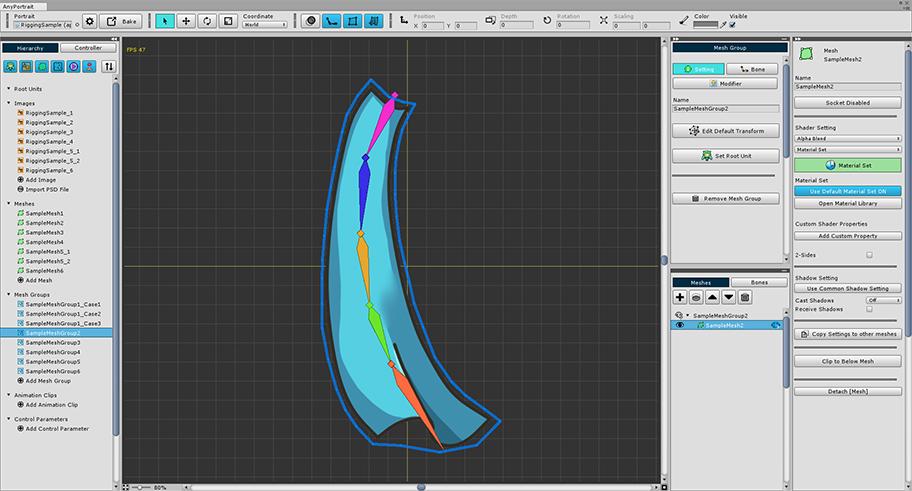 AnyPortrait
Portrait
RiggingSample (a
Bake
Coordinate
World
Position
X 0 Y 0
Depth
0
Rotation
0
Scaling
0 0
Color
Visible
Hierarchy
Controller
Root Units
Images
RiggingSample_1
RiggingSample_2
RiggingSample_3
RiggingSample_4
RiggingSample_5_1
RiggingSample_5_2
RiggingSample_6
Add Image
Import PSD File
Meshes
SampleMesh1
SampleMesh2
SampleMesh3
SampleMesh4
SampleMesh5_1
SampleMesh5_2
SampleMesh6
Add Mesh
Mesh Groups
SampleMeshGroup1_Case1
SampleMeshGroup1_Case2
SampleMeshGroup1_Case3
SampleMeshGroup2
SampleMeshGroup3
SampleMeshGroup4
SampleMeshGroup5
SampleMeshGroup6
Add Mesh Group
Animation Clips
Add Animation Clip
Control Parameters
Add Control Parameter
FPS 47
80%
Mesh Group
Setting
Bone
Modifier
Name
SampleMeshGroup2
Edit Default Transform
Set Root Unit
Remove Mesh Group
Meshes
Bones
SampleMeshGroup2
SampleMesh2
Mesh
SampleMesh2
Name
SampleMesh2
Socket Disabled
Shader Setting
Alpha Blend
Material Set
Material Set
Material Set
Use Default Material Set ON
Open Material Library
Custom Shader Properties
Add Custom Property
2-Sides
Shadow Setting
Use Common Shadow Setting
Cast Shadows
Off
Receive Shadows
Copy Settings to other meshes
Clip to Below Mesh
Detach [Mesh]